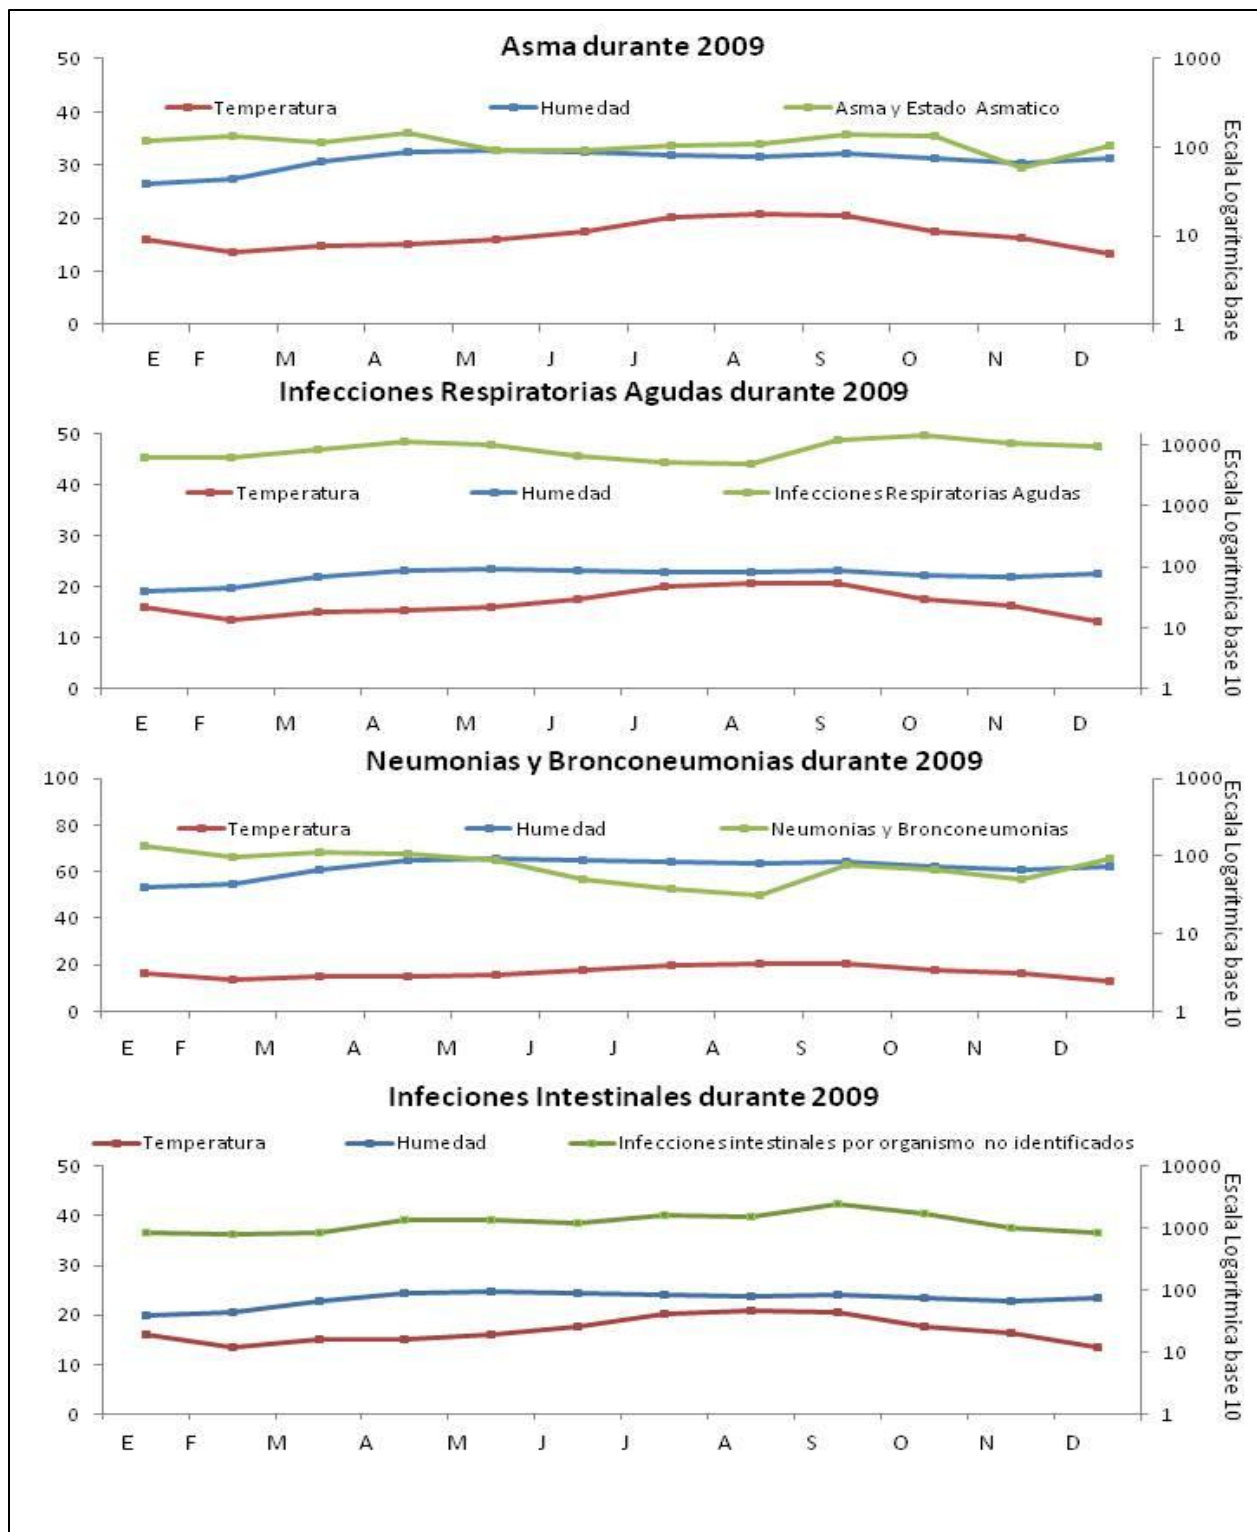 Asma durante 2009
50 1000
Temperatura Humedad Asma y Estado Asmatico
40
30 100
20
10 10
0 1
Escala Logarítmica base
E F M A M J J A S O N D
Infecciones Respiratorias Agudas durante 2009
50 10000
40
Temperatura Humedad Infecciones Respiratorias Agudas
1000
30
20 100
10 10
0 1
Escala Logarítmica base 10
E F M A M J J A S O N D
Neumonias y Bronconeumonias durante 2009
100 1000
80
Temperatura Humedad Neumonias y Bronconeumonias
60 100
40
20 10
0 1
Escala Logarítmica base 10
E F M A M J J A S O N D
Infeciones Intestinales durante 2009
Temperatura Humedad Infecciones intestinales por organismo no identificados
50 10000
40 1000
30
20 100
10 10
0 1
Escala Logarítmica base 10
E F M A M J J A S O N D